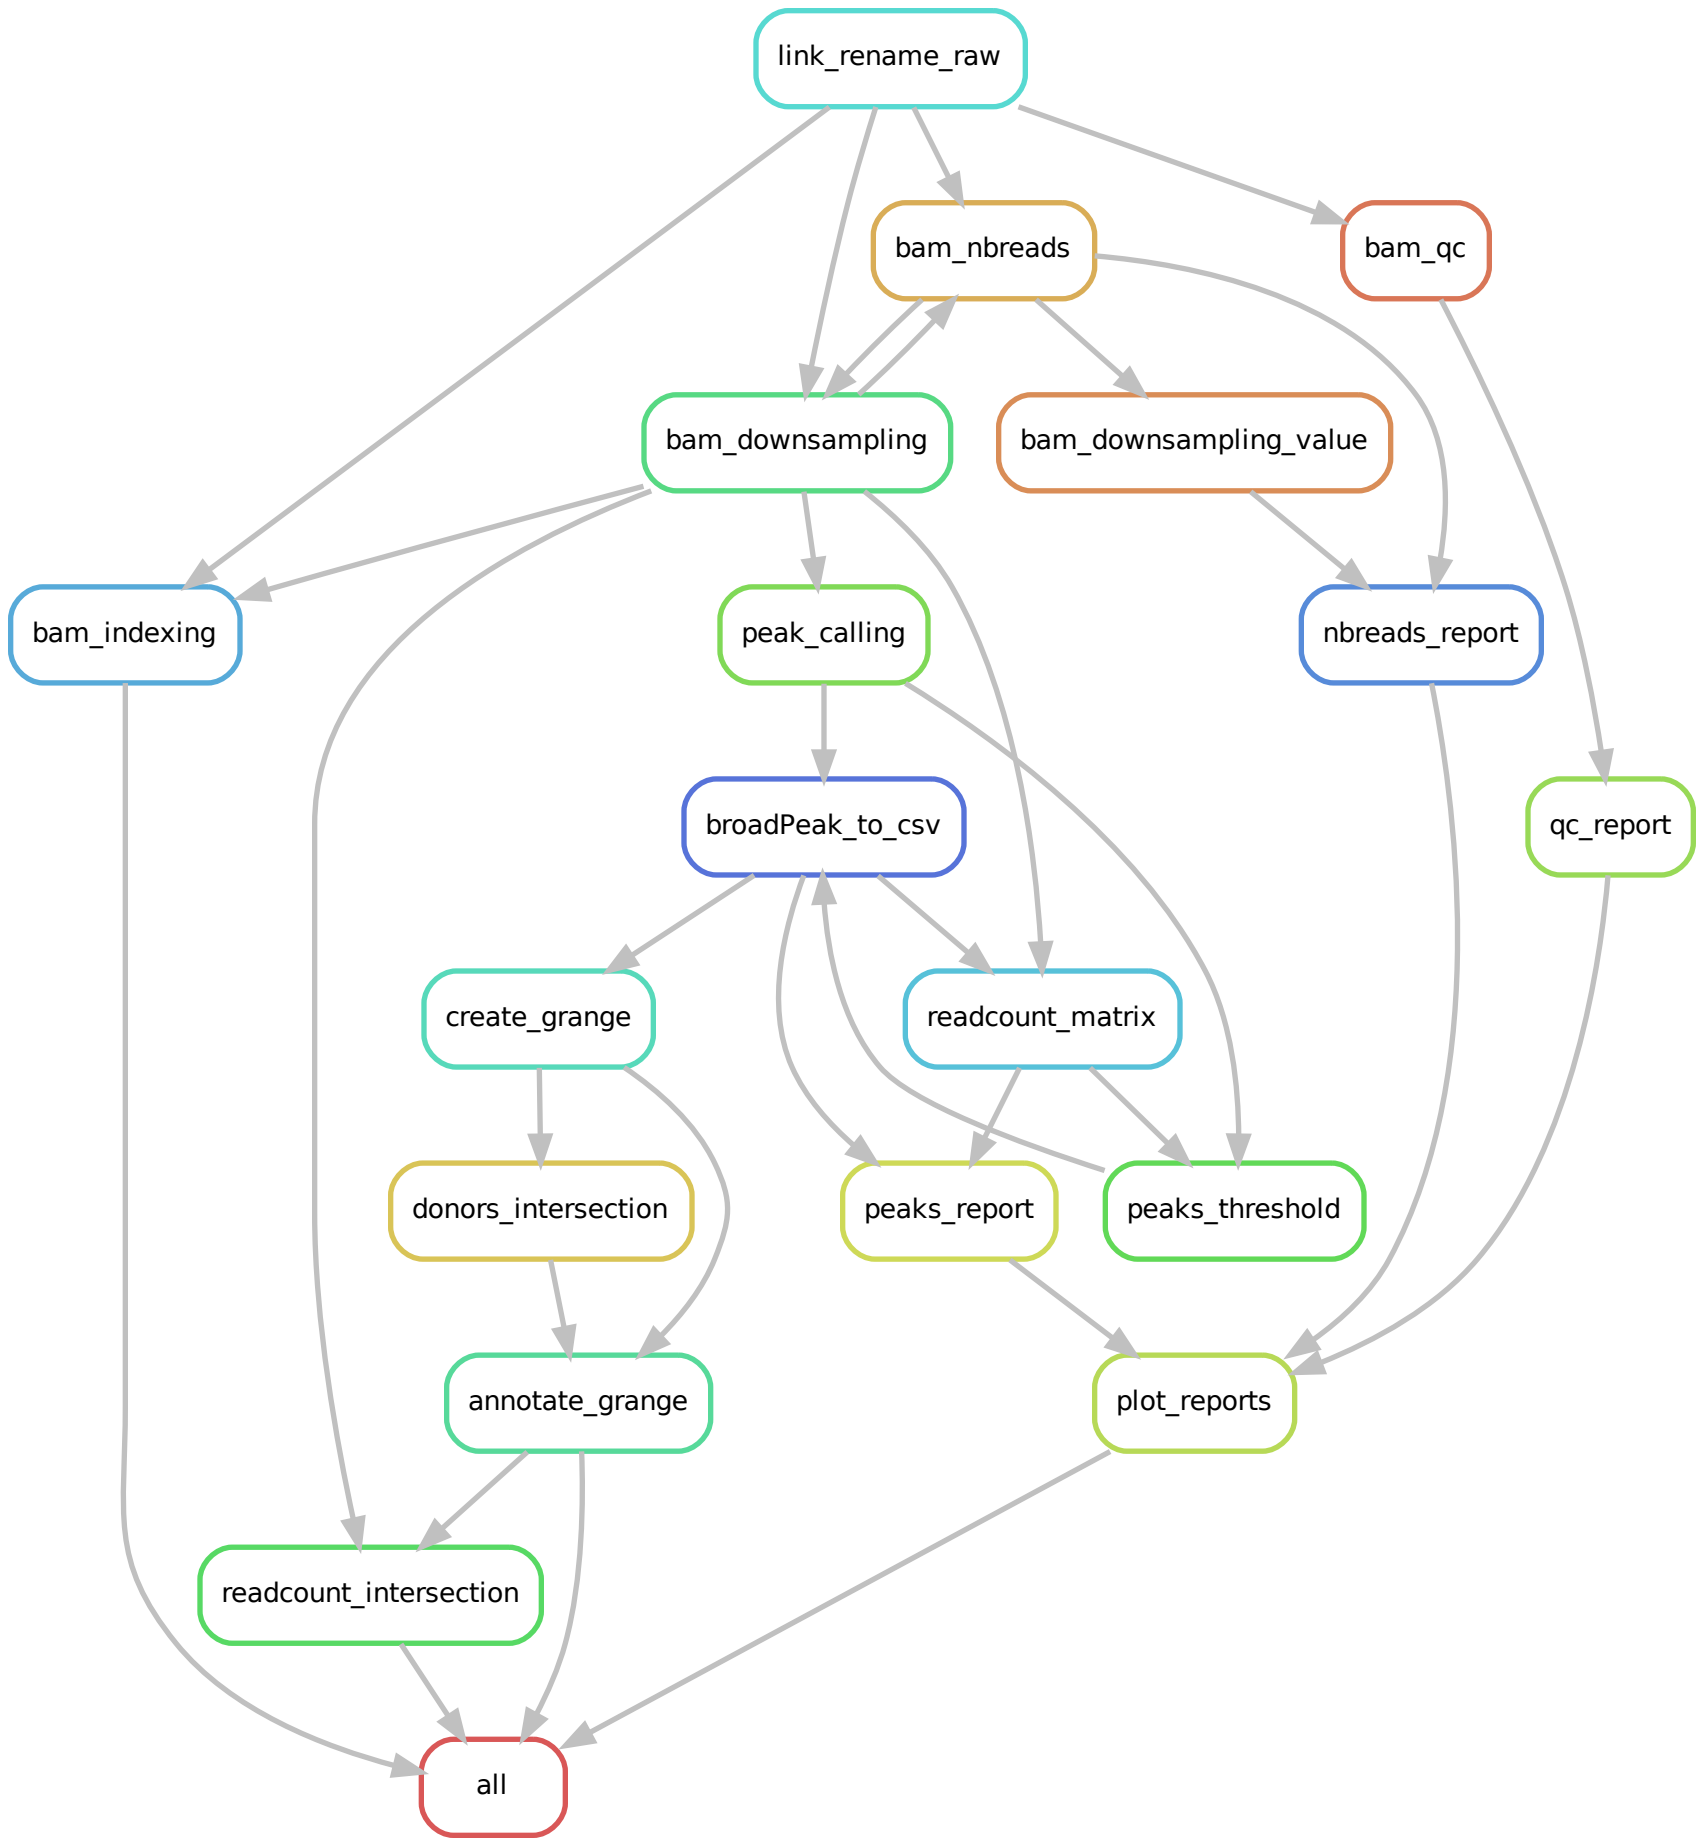 link_rename_raw
bam_nbreads
bam_qc
bam_downsampling
bam_downsampling_value
bam_indexing
peak_calling
nbreads_report
broadPeak_to_csv
qc_report
create_grange
readcount_matrix
donors_intersection
peaks_report
peaks_threshold
annotate_grange
plot_reports
readcount_intersection
all